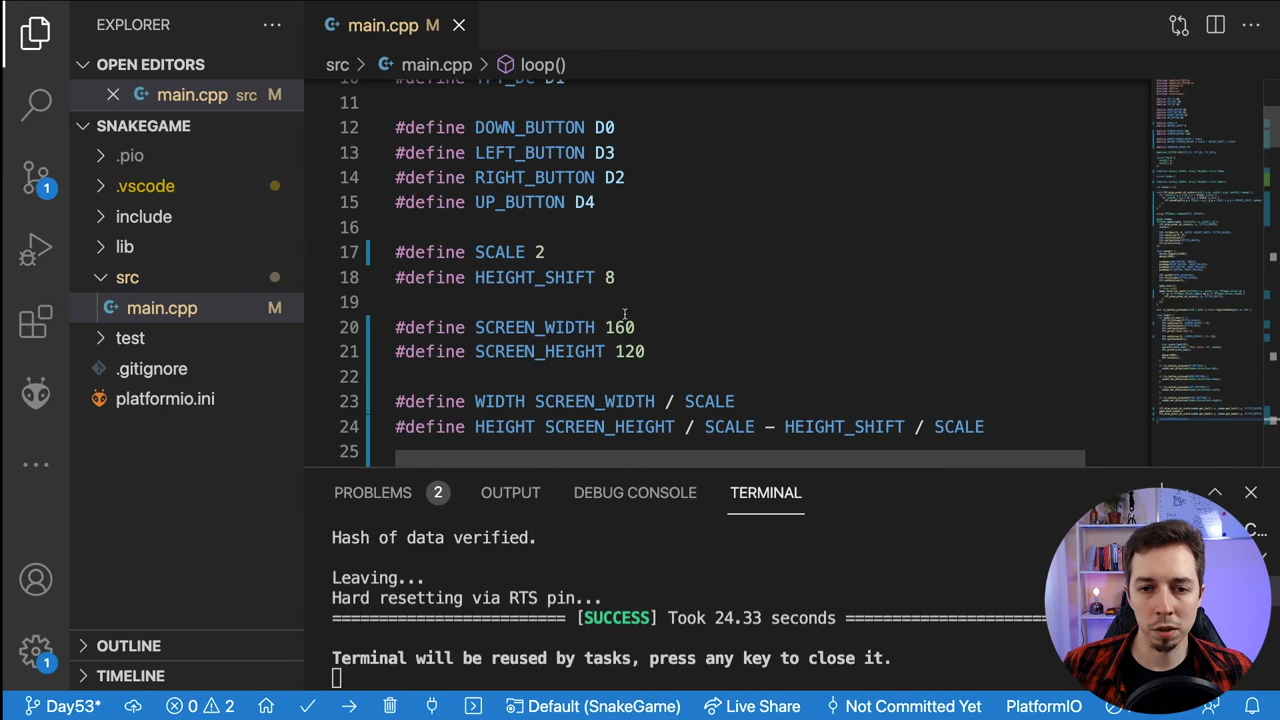 EXPLORER
OPEN EDITORS
main.cpp src M
SNAKEGAME
.pio
.vscode
include
lib
src
main.cpp M
test
.gitignore
platformio.ini
OUTLINE
TIMELINE
1
1
main.cpp M
src > main.cpp > loop()
11
12 #define DOWN_BUTTON D0
13 #define LEFT_BUTTON D3
14 #define RIGHT_BUTTON D2
15 #define UP_BUTTON D4
16
17 #define SCALE 2
18 #define HEIGHT_SHIFT 8
19
20 #define SCREEN_WIDTH 160
21 #define SCREEN_HEIGHT 120
22
23 #define WIDTH SCREEN_WIDTH / SCALE
24 #define HEIGHT SCREEN_HEIGHT / SCALE - HEIGHT_SHIFT / SCALE
25
PROBLEMS 2 OUTPUT DEBUG CONSOLE TERMINAL
Hash of data verified.
Leaving...
Hard resetting via RTS pin...
======================== [SUCCESS] Took 24.33 seconds =====================
Terminal will be reused by tasks, press any key to close it.
Day53* 0 2 Default (SnakeGame) Live Share Not Committed Yet PlatformIO